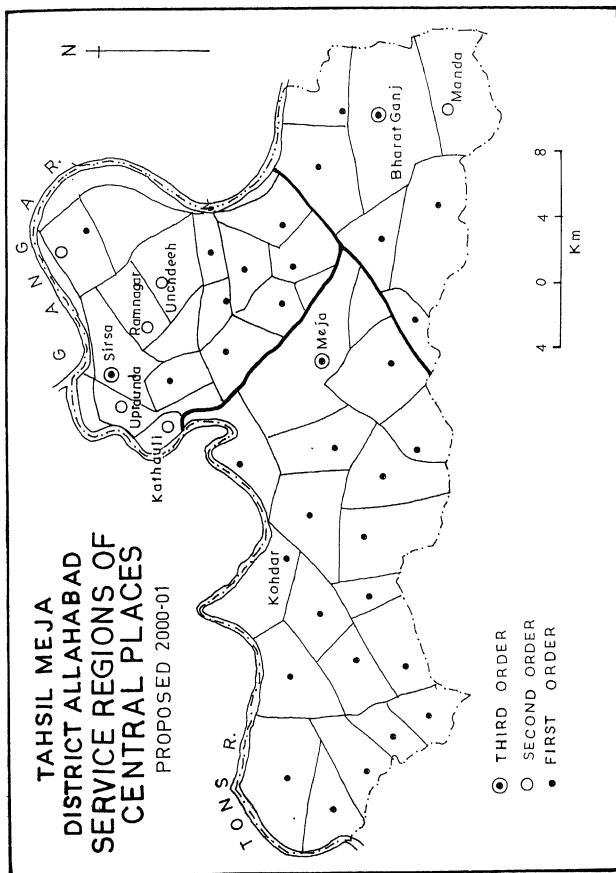 TAHSIL MEJA
DISTRICT ALLAHABAD
SERVICE REGIONS OF
CENTRAL PLACES
PROPOSED 2000-01
N
GANGA R.
TONS R.
Sirsa
Ramnagar
Unchdeeh
Upraunda
Kathauli
Meja
Kohdar
Bharat Ganj
Manda
THIRD ORDER
SECOND ORDER
FIRST ORDER
4 0 4 8
Km